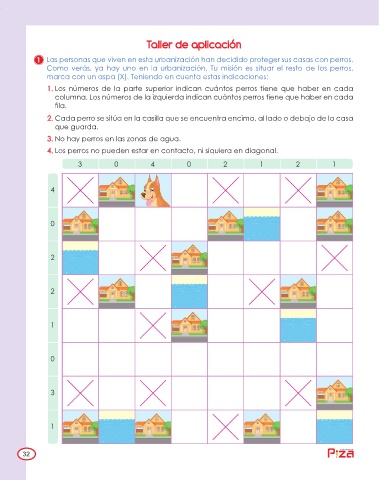 Taller de aplicación
1 Las personas que viven en esta urbanización han decidido proteger sus casas con perros.
Como verás, ya hay uno en la urbanización. Tu misión es situar el resto de los perros,
marca con un aspa (X). Teniendo en cuenta estas indicaciones:
1. Los números de la parte superior indican cuántos perros tiene que haber en cada
columna. Los números de la izquierda indican cuántos perros tiene que haber en cada
fila.
2. Cada perro se sitúa en la casilla que se encuentra encima, al lado o debajo de la casa
que guarda.
3. No hay perros en las zonas de agua.
4. Los perros no pueden estar en contacto, ni siquiera en diagonal.
3 0 4 0 2 1 2 1
4
0
2
2
1
0
3
1
32